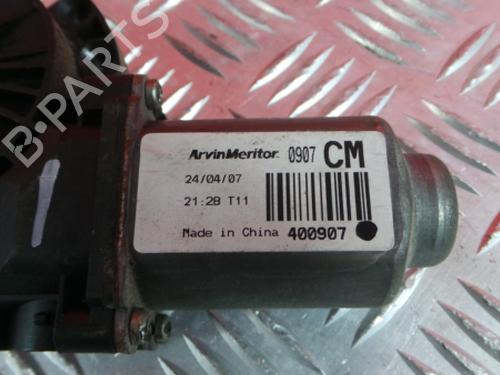 B-PARTS
ArvinMeritor. 0907 CM
24/04/07
21:28 T11
Made in China 400907